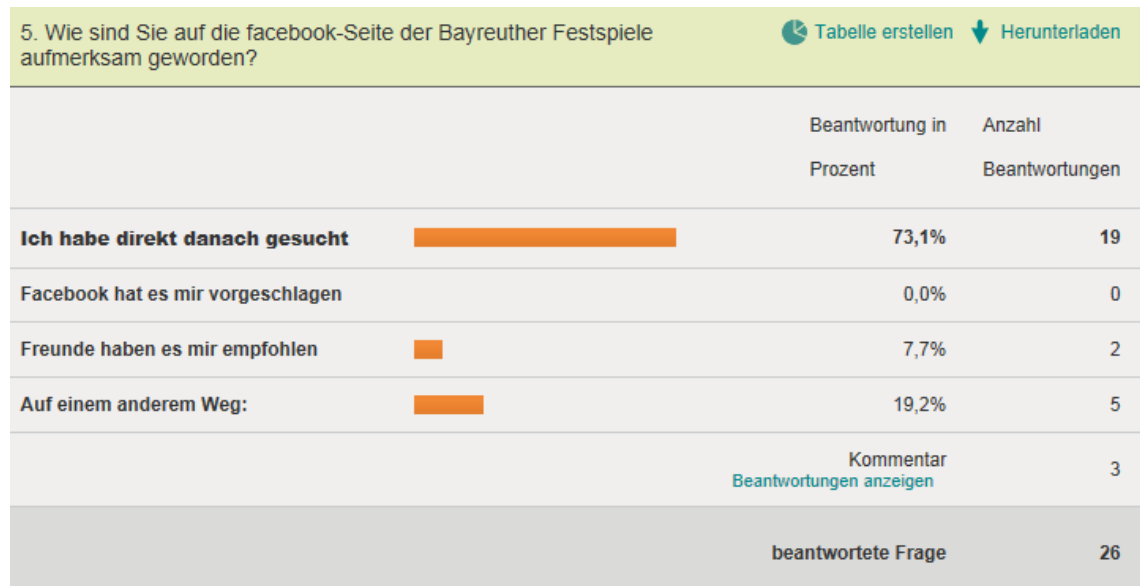 5. Wie sind Sie auf die facebook-Seite der Bayreuther Festspiele
aufmerksam geworden?
Tabelle erstellen Herunterladen
Beantwortung in Prozent
Anzahl Beantwortungen
Ich habe direkt danach gesucht 73,1% 19
Facebook hat es mir vorgeschlagen 0,0% 0
Freunde haben es mir empfohlen 7,7% 2
Auf einem anderem Weg: 19,2% 5
Kommentar 3
Beantwortungen anzeigen
beantwortete Frage 26